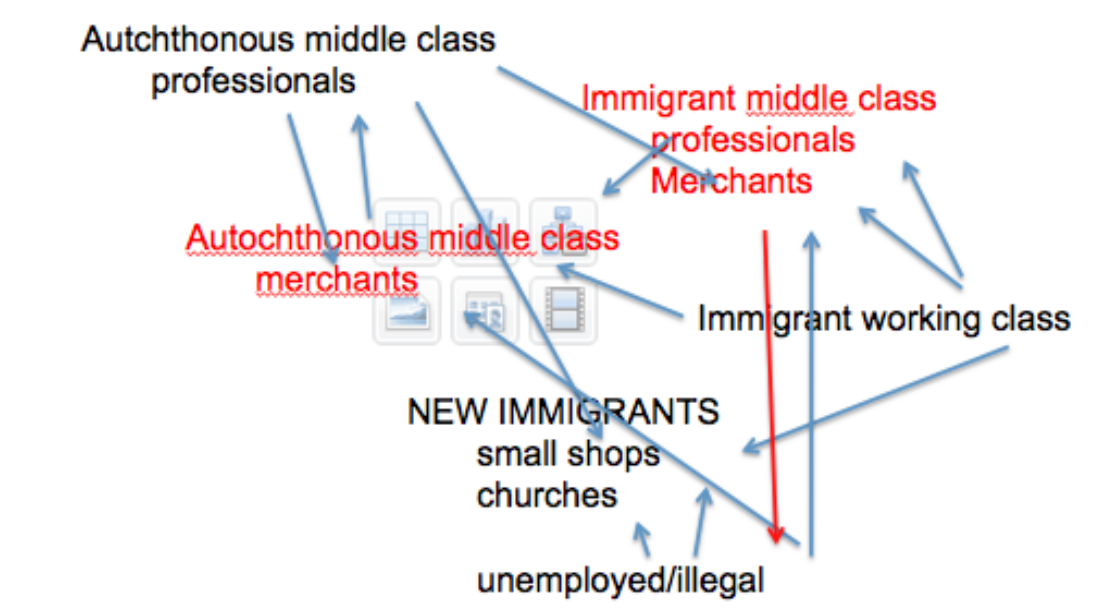 Autchthonous middle class
professionals
Immigrant middle class
professionals
Merchants
Autochthonous middle class
merchants
Immigrant working class
NEW IMMIGRANTS
small shops
churches
unemployed/illegal